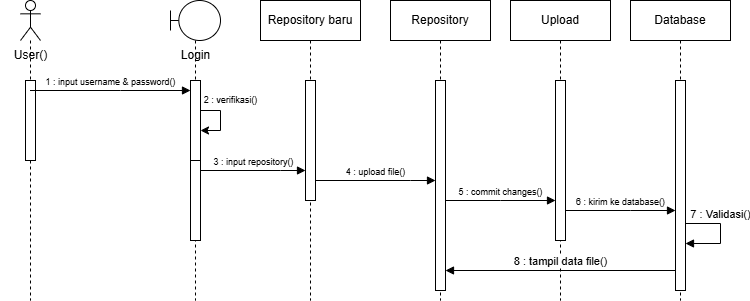 User()
Login
Repository baru
Repository
Upload
Database
1 : input username & password()
2 : verifikasi()
3 : input repository()
4 : upload file()
5 : commit changes()
6 : kirim ke database()
7 : Validasi()
8 : tampil data file()